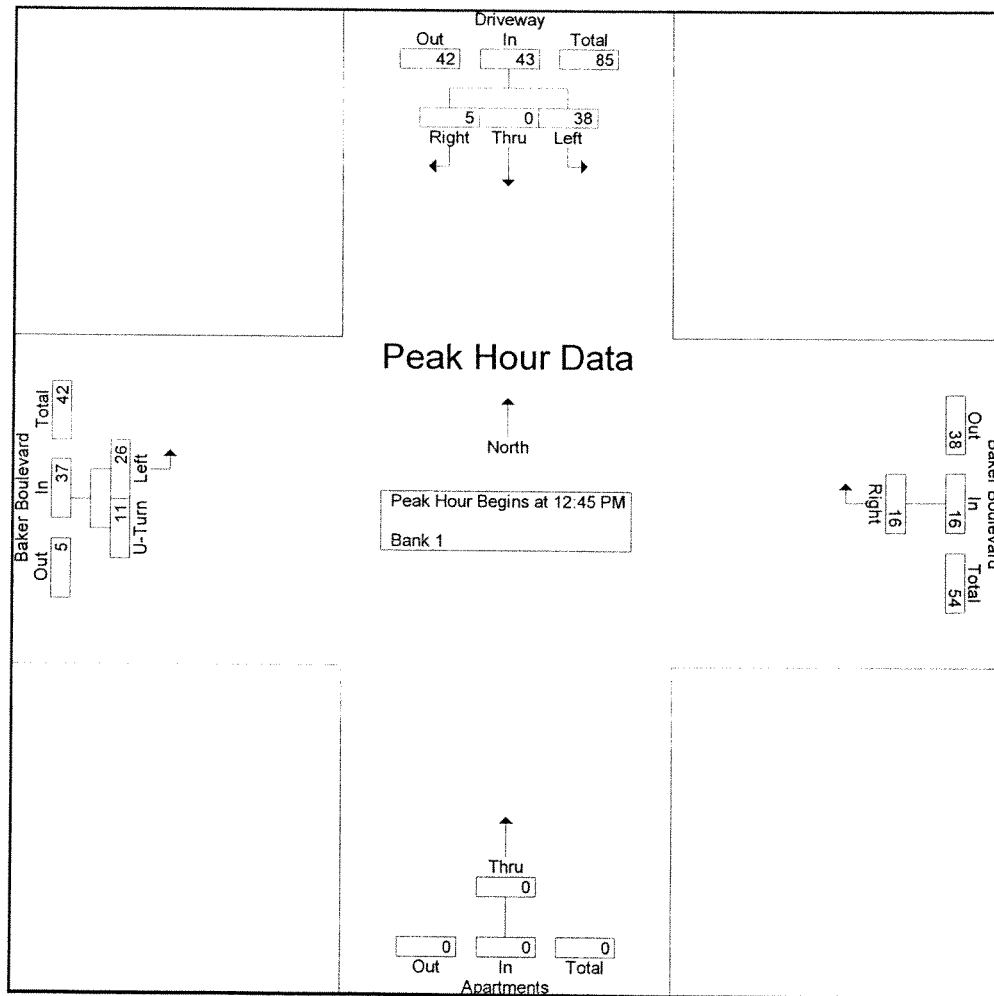 Driveway
Out In Total
42 43 85
5 0 38
Right Thru Left
Peak Hour Data
North
Peak Hour Begins at 12:45 PM
Bank 1
Baker Boulevard
Total In Out
42 37 5
26 11
Left U-Turn
Baker Boulevard
Out In Total
38 16 54
16
Right
Thru
0
0 0 0
Out In Total
Apartments